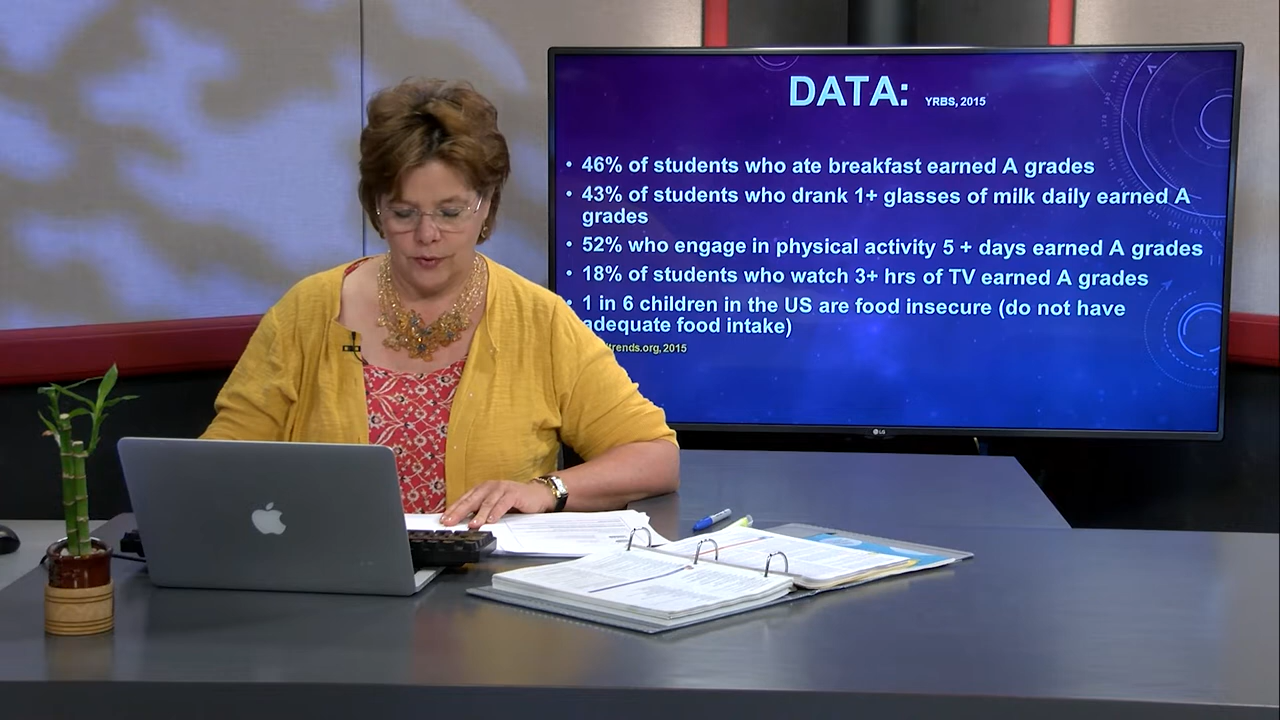 DATA: YRBS, 2015
• 46% of students who ate breakfast earned A grades
• 43% of students who drank 1+ glasses of milk daily earned A
grades
• 52% who engage in physical activity 5 + days earned A grades
• 18% of students who watch 3+ hrs of TV earned A grades
• 1 in 6 children in the US are food insecure (do not have
adequate food intake)
trends.org, 2015
LG